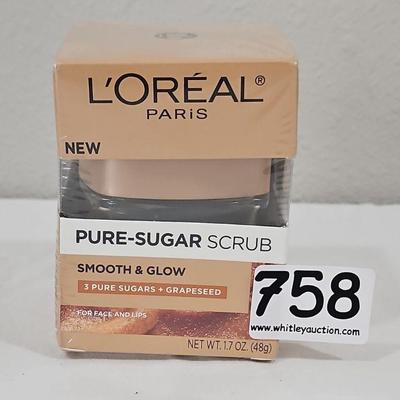 L'ORÉAL®
PARIS
NEW
PURE-SUGAR SCRUB
SMOOTH & GLOW
3 PURE SUGARS + GRAPESEED
FOR FACE AND LIPS
NET WT. 1.7 OZ. (48g)
758
www.whitleyauction.com